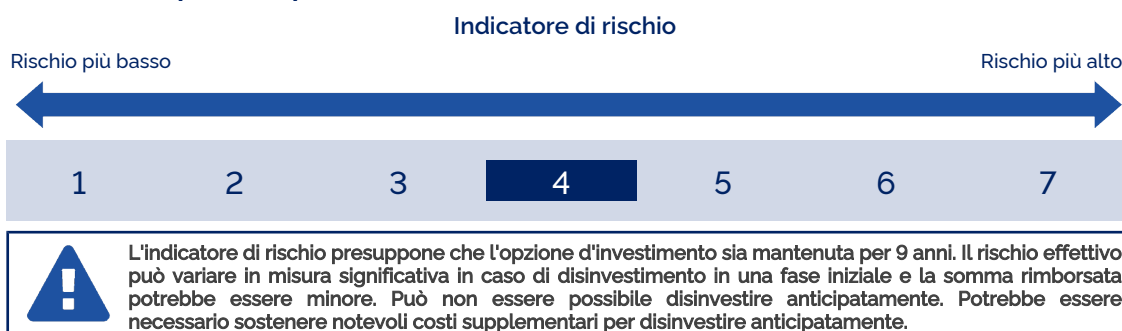 Indicatore di rischio
Rischio più basso
Rischio più alto
1 2 3 4 5 6 7
L'indicatore di rischio presuppone che l'opzione d'investimento sia mantenuta per 9 anni. Il rischio effettivo
può variare in misura significativa in caso di disinvestimento in una fase iniziale e la somma rimborsata
potrebbe essere minore. Può non essere possibile disinvestire anticipatamente. Potrebbe essere
necessario sostenere notevoli costi supplementari per disinvestire anticipatamente.